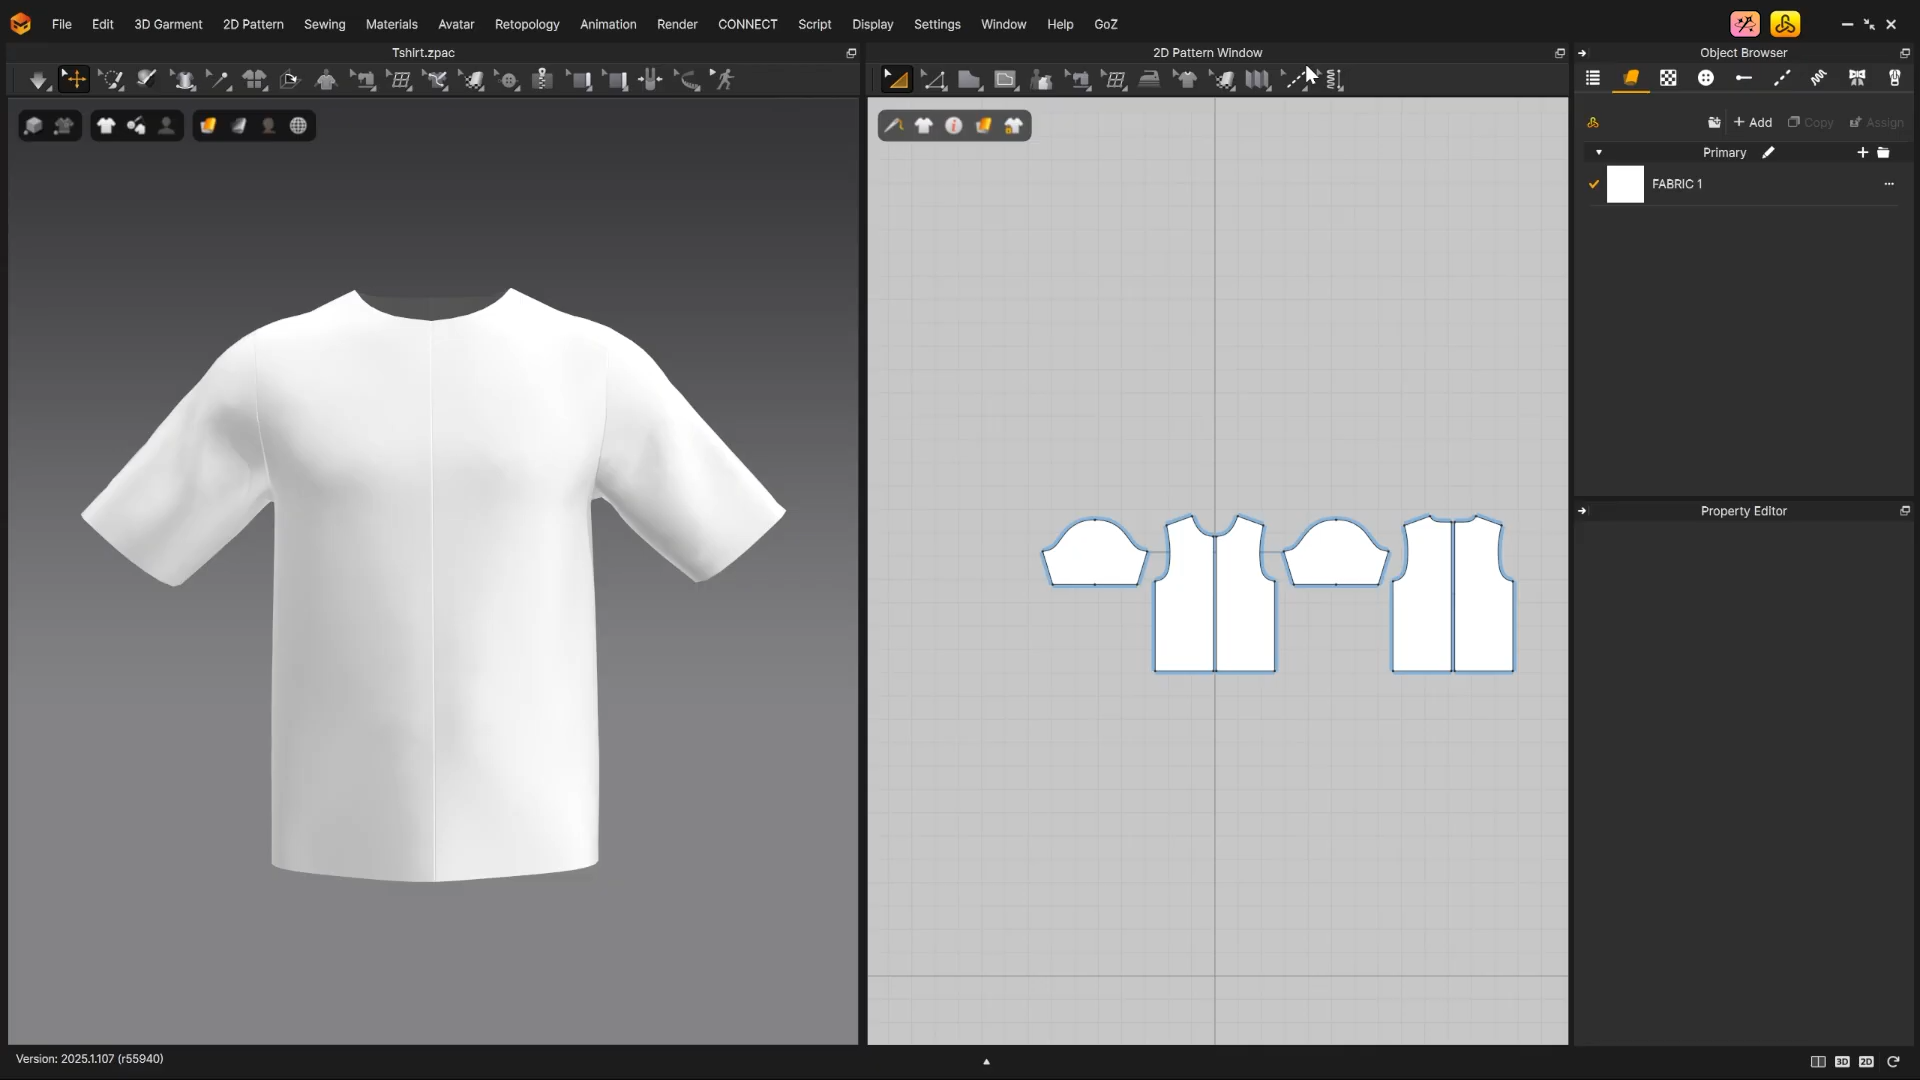 File Edit 3D Garment 2D Pattern Sewing Materials Avatar Retopology Animation Render CONNECT Script Display Settings Window Help GoZ
Tshirt.zpac
2D Pattern Window
Object Browser
+ Add Copy Assign
Primary
FABRIC 1
Property Editor
Version: 2025.1.107 (r55940)
3D 2D